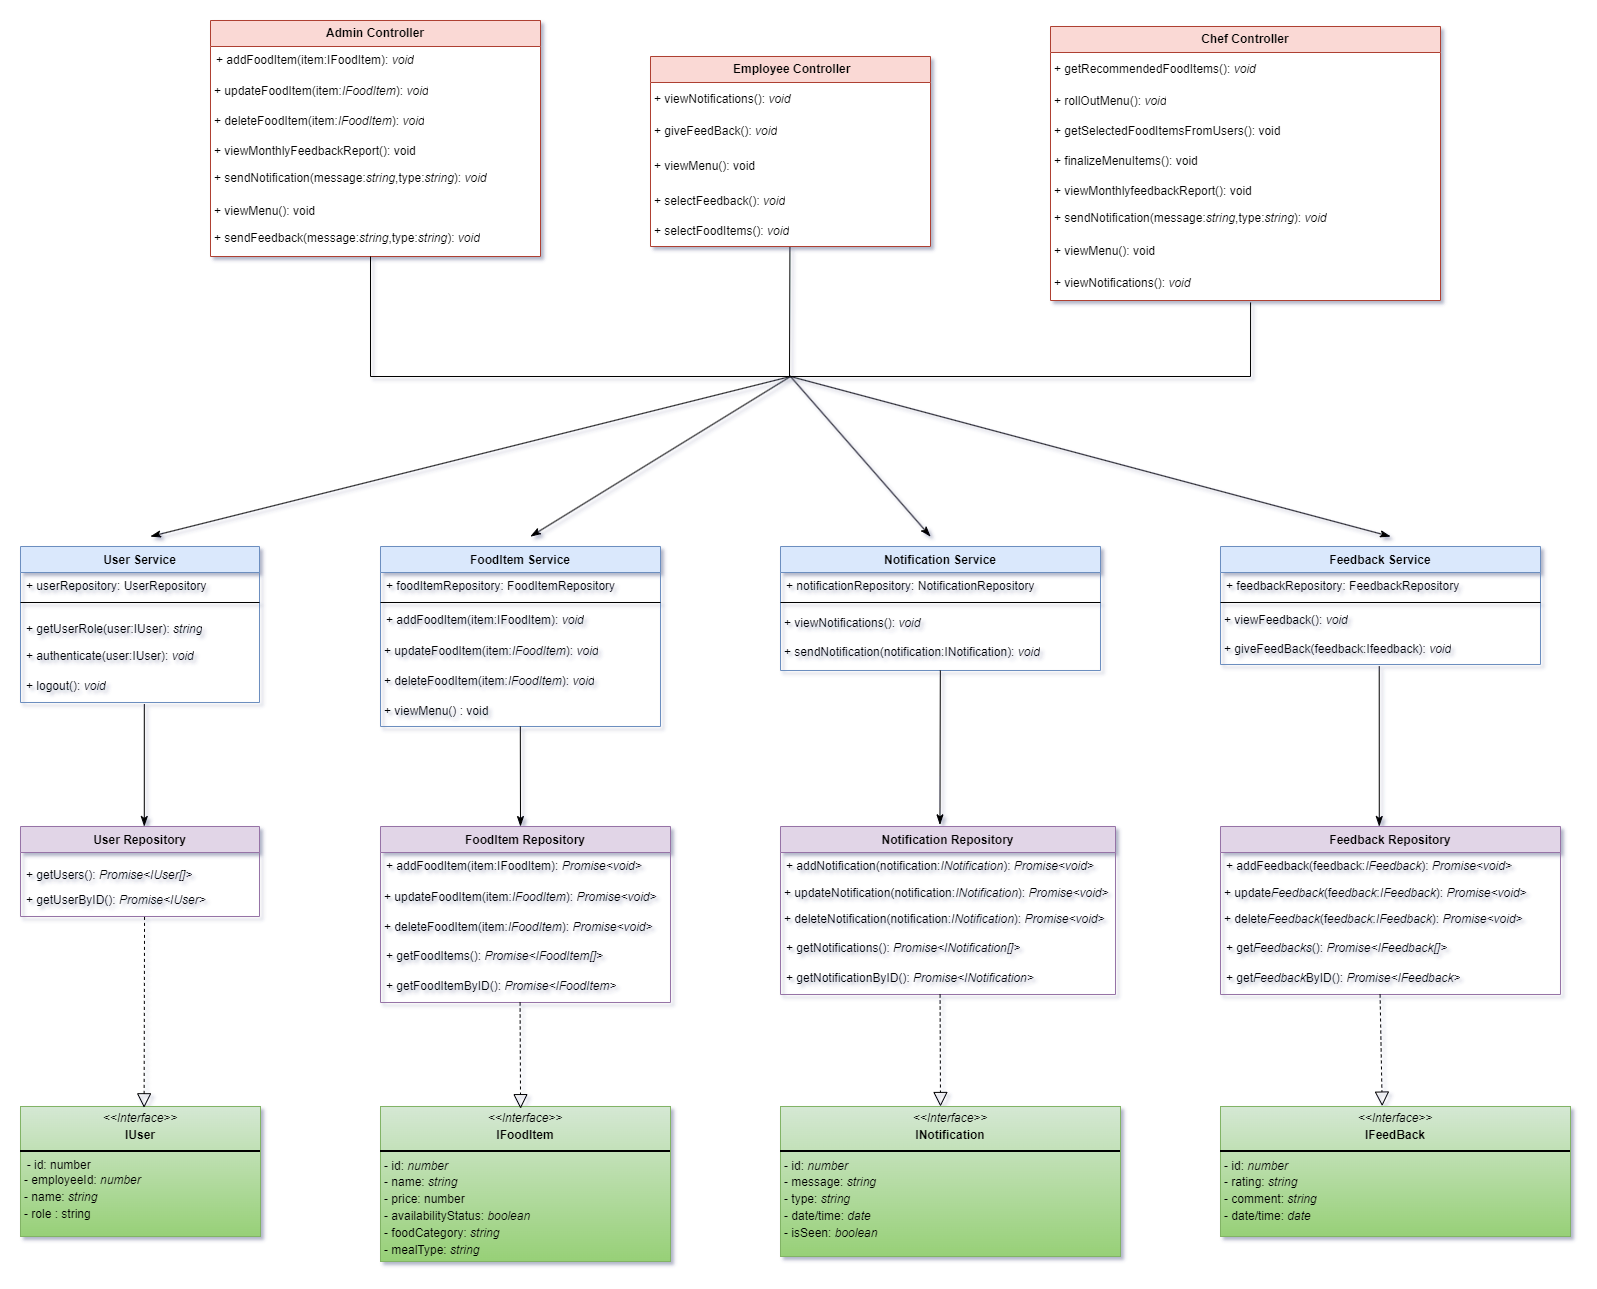 Admin Controller
+ addFoodItem(item:IFoodItem): void
+ updateFoodItem(item:IFoodItem): void
+ deleteFoodItem(item:IFoodItem): void
+ viewMonthlyFeedbackReport(): void
+ sendNotification(message:string,type:string): void
+ viewMenu(): void
+ sendFeedback(message:string,type:string): void
Employee Controller
+ viewNotifications(): void
+ giveFeedBack(): void
+ viewMenu(): void
+ selectFeedback(): void
+ selectFoodItems(): void
Chef Controller
+ getRecommendedFoodItems(): void
+ rollOutMenu(): void
+ getSelectedFoodItemsFromUsers(): void
+ finalizeMenuItems(): void
+ viewMonthlyfeedbackReport(): void
+ sendNotification(message:string,type:string): void
+ viewMenu(): void
+ viewNotifications(): void
User Service
+ userRepository: UserRepository
+ getUserRole(user:IUser): string
+ authenticate(user:IUser): void
+ logout(): void
FoodItem Service
+ foodItemRepository: FoodItemRepository
+ addFoodItem(item:IFoodItem): void
+ updateFoodItem(item:IFoodItem): void
+ deleteFoodItem(item:IFoodItem): void
+ viewMenu() : void
Notification Service
+ notificationRepository: NotificationRepository
+ viewNotifications(): void
+ sendNotification(notification:INotification): void
Feedback Service
+ feedbackRepository: FeedbackRepository
+ viewFeedback(): void
+ giveFeedBack(feedback:Ifeedback): void
User Repository
+ getUsers(): Promise<IUser[]>
+ getUserByID(): Promise<IUser>
FoodItem Repository
+ addFoodItem(item:IFoodItem): Promise<void>
+ updateFoodItem(item:IFoodItem): Promise<void>
+ deleteFoodItem(item:IFoodItem): Promise<void>
+ getFoodItems(): Promise<IFoodItem[]>
+ getFoodItemByID(): Promise<IFoodItem>
Notification Repository
+ addNotification(notification:INotification): Promise<void>
+ updateNotification(notification:INotification): Promise<void>
+ deleteNotification(notification:INotification): Promise<void>
+ getNotifications(): Promise<INotification[]>
+ getNotificationByID(): Promise<INotification>
Feedback Repository
+ addFeedback(feedback:IFeedback): Promise<void>
+ updateFeedback(feedback:IFeedback): Promise<void>
+ deleteFeedback(feedback:IFeedback): Promise<void>
+ getFeedbacks(): Promise<IFeedback[]>
+ getFeedbackByID(): Promise<IFeedback>
<<Interface>>
IUser
- id: number
- employeeId: number
- name: string
- role : string
<<Interface>>
IFoodItem
- id: number
- name: string
- price: number
- availabilityStatus: boolean
- foodCategory: string
- mealType: string
<<Interface>>
INotification
- id: number
- message: string
- type: string
- date/time: date
- isSeen: boolean
<<Interface>>
IFeedBack
- id: number
- rating: string
- comment: string
- date/time: date